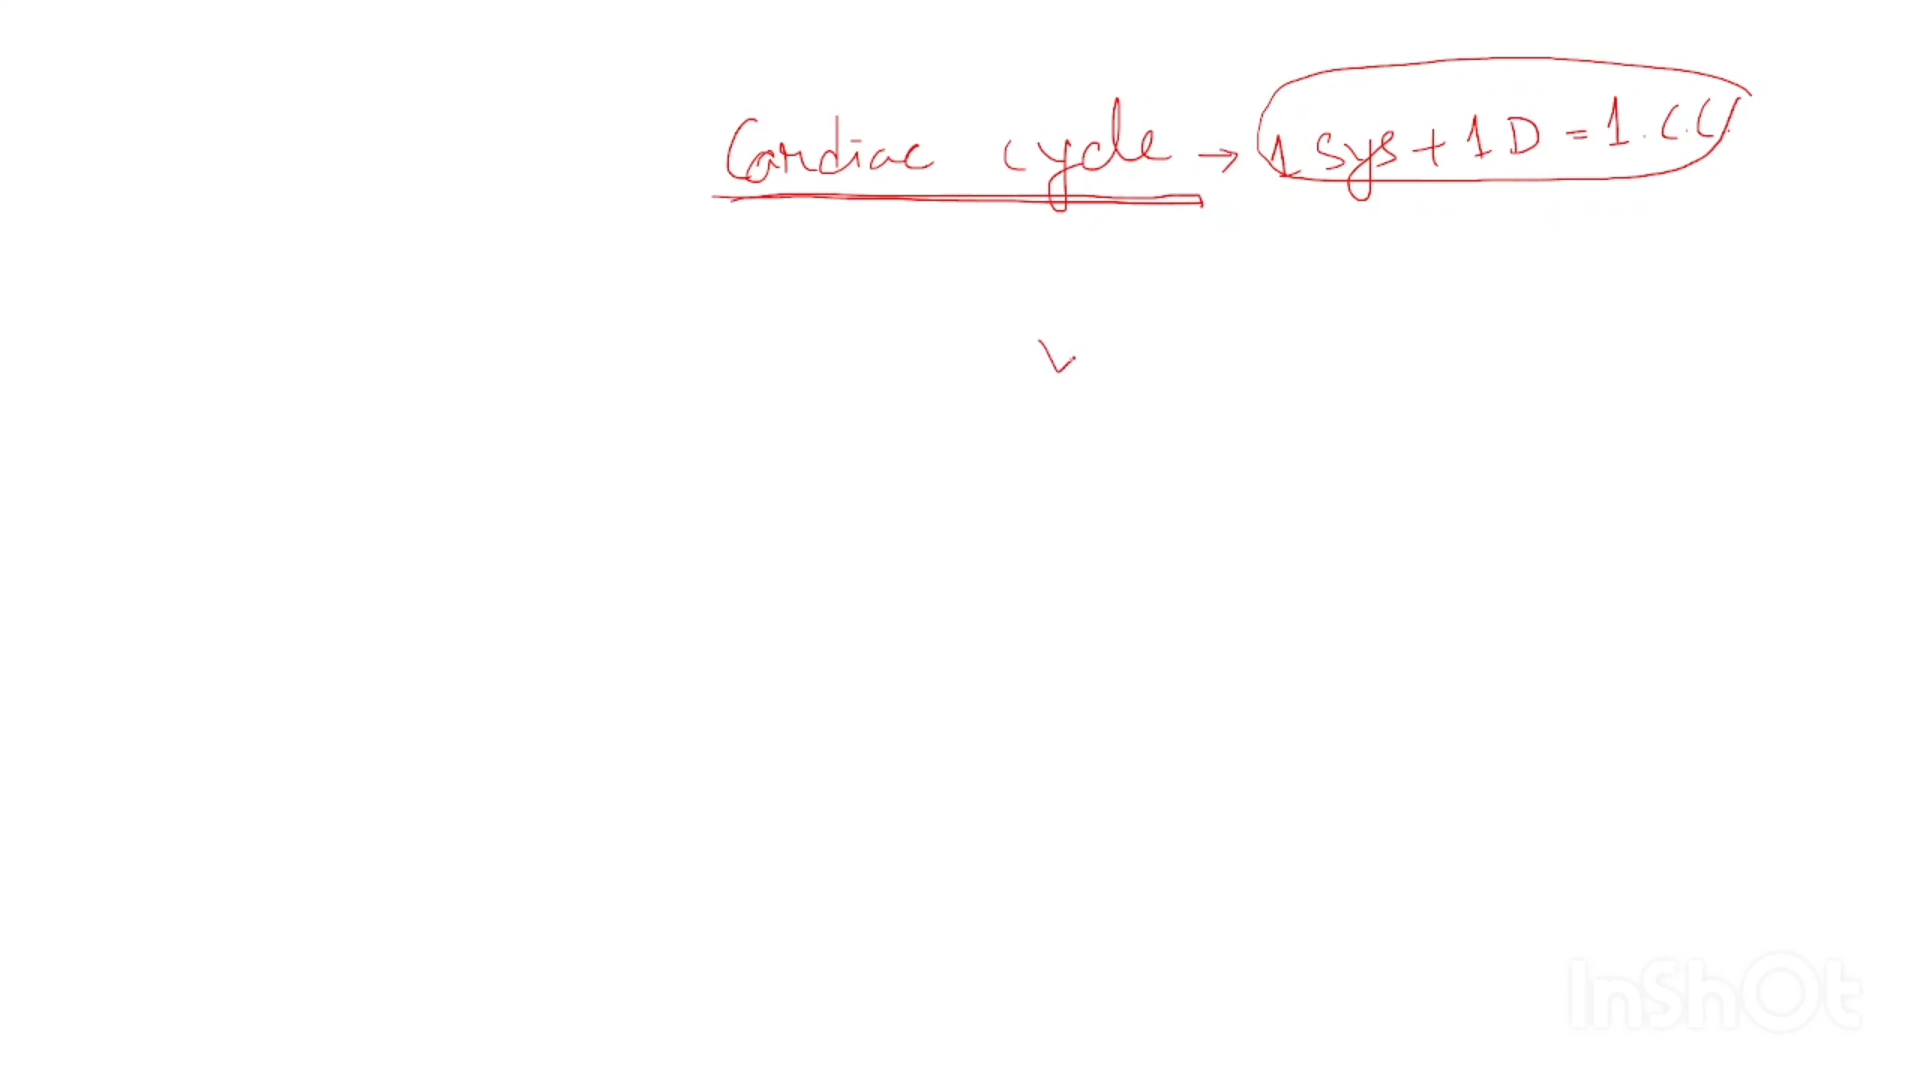 Cardiac cycle → 1 Sys + 1 D = 1. C.C.
InShOt